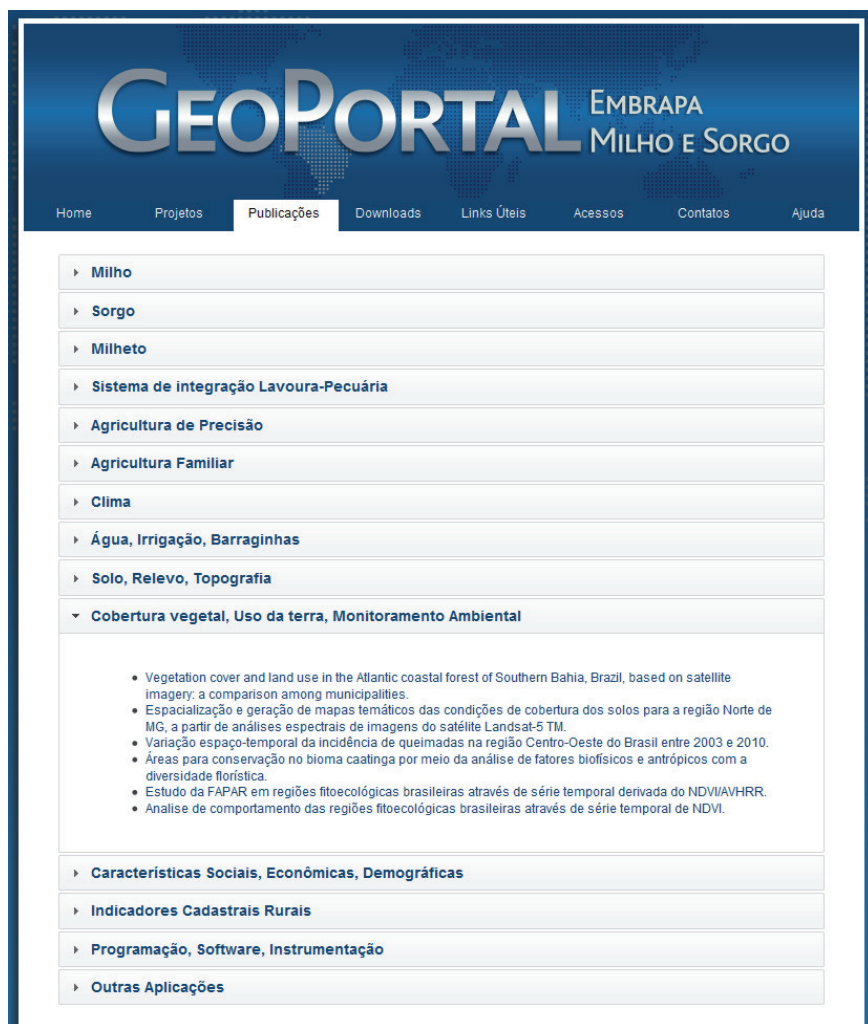 GEOPORTAL EMBRAPA
MILHO E SORGO
Home Projetos Publicações Downloads Links Úteis Acessos Contatos Ajuda
Milho
Sorgo
Milheto
Sistema de integração Lavoura-Pecuária
Agricultura de Precisão
Agricultura Familiar
Clima
Água, Irrigação, Barraginhas
Solo, Relevo, Topografia
Cobertura vegetal, Uso da terra, Monitoramento Ambiental
• Vegetation cover and land use in the Atlantic coastal forest of Southern Bahia, Brazil, based on satellite
imagery: a comparison among municipalities.
• Espacialização e geração de mapas temáticos das condições de cobertura dos solos para a região Norte de
MG, a partir de análises espectrais de imagens do satélite Landsat-5 TM.
• Variação espaço-temporal da incidência de queimadas na região Centro-Oeste do Brasil entre 2003 e 2010.
• Áreas para conservação no bioma caatinga por meio da análise de fatores biofísicos e antrópicos com a
diversidade florística.
• Estudo da FAPAR em regiões fitoecológicas brasileiras através de série temporal derivada do NDVI/AVHRR.
• Analise de comportamento das regiões fitoecológicas brasileiras através de série temporal de NDVI.
Características Sociais, Econômicas, Demográficas
Indicadores Cadastrais Rurais
Programação, Software, Instrumentação
Outras Aplicações